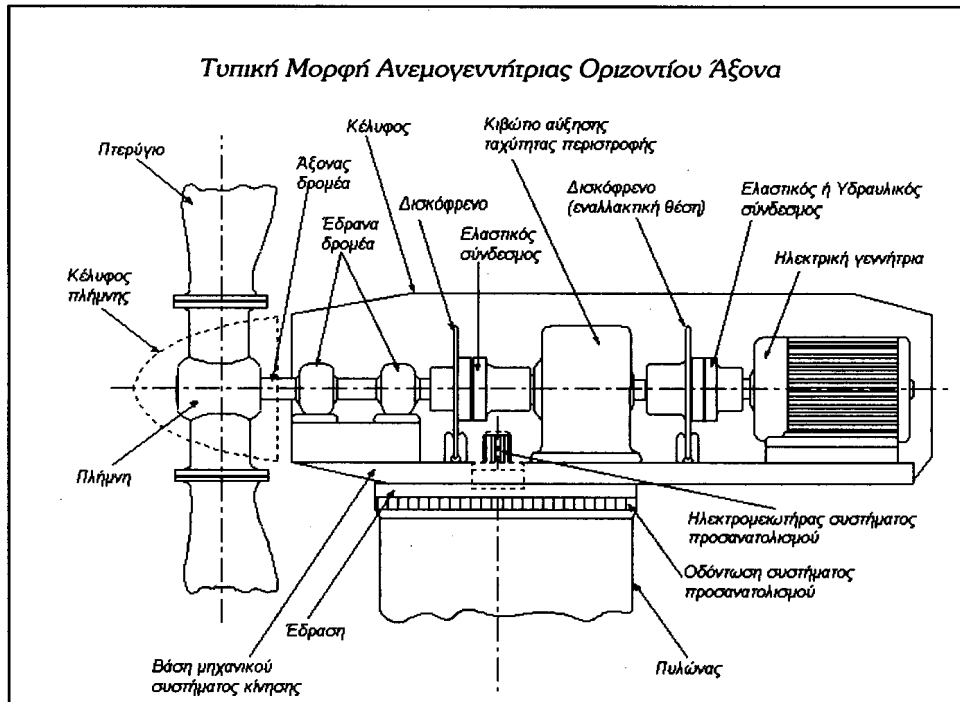 Τυπική Μορφή Ανεμογεννήτριας Οριζοντίου Άξονα
Κέλυφος
Κιβώτιο αύξησης
ταχύτητας περιστροφής
Πτερύγιο
Άξονας
δρομέα
Δισκόφρενο
Δισκόφρενο
(εναλλακτική θέση)
Ελαστικός ή Υδραυλικός
σύνδεσμος
Έδρανα
δρομέα
Ελαστικός
σύνδεσμος
Ηλεκτρική γεννήτρια
Κέλυφος
πλήμνης
Πλήμνη
Ηλεκτρομεκωτήρας συστήματος
προσανατολισμού
Οδόντωση συστήματος
προσανατολισμού
Έδραση
Βάση μηχανικού
συστήματος κίνησης
Πυλώνας